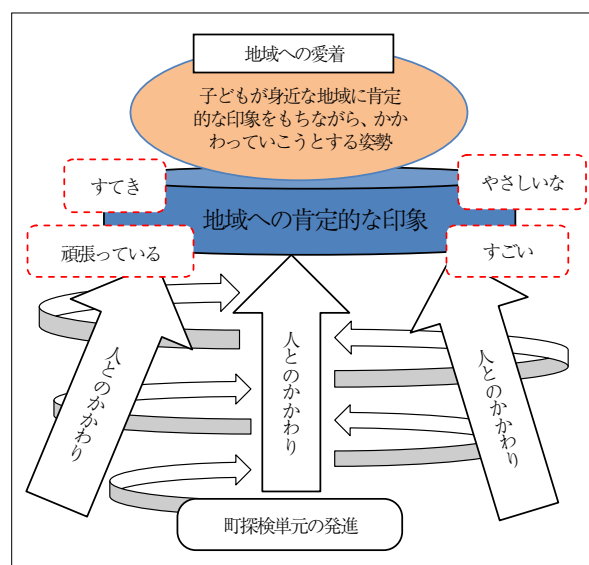 地域への愛着
子どもが身近な地域に肯定
的な印象をもちながら、かか
わっていこうとする姿勢
すてき
やさしいな
地域への肯定的な印象
頑張っている
すごい
人とのかかわり
人とのかかわり
人とのかかわり
町探検単元の発進